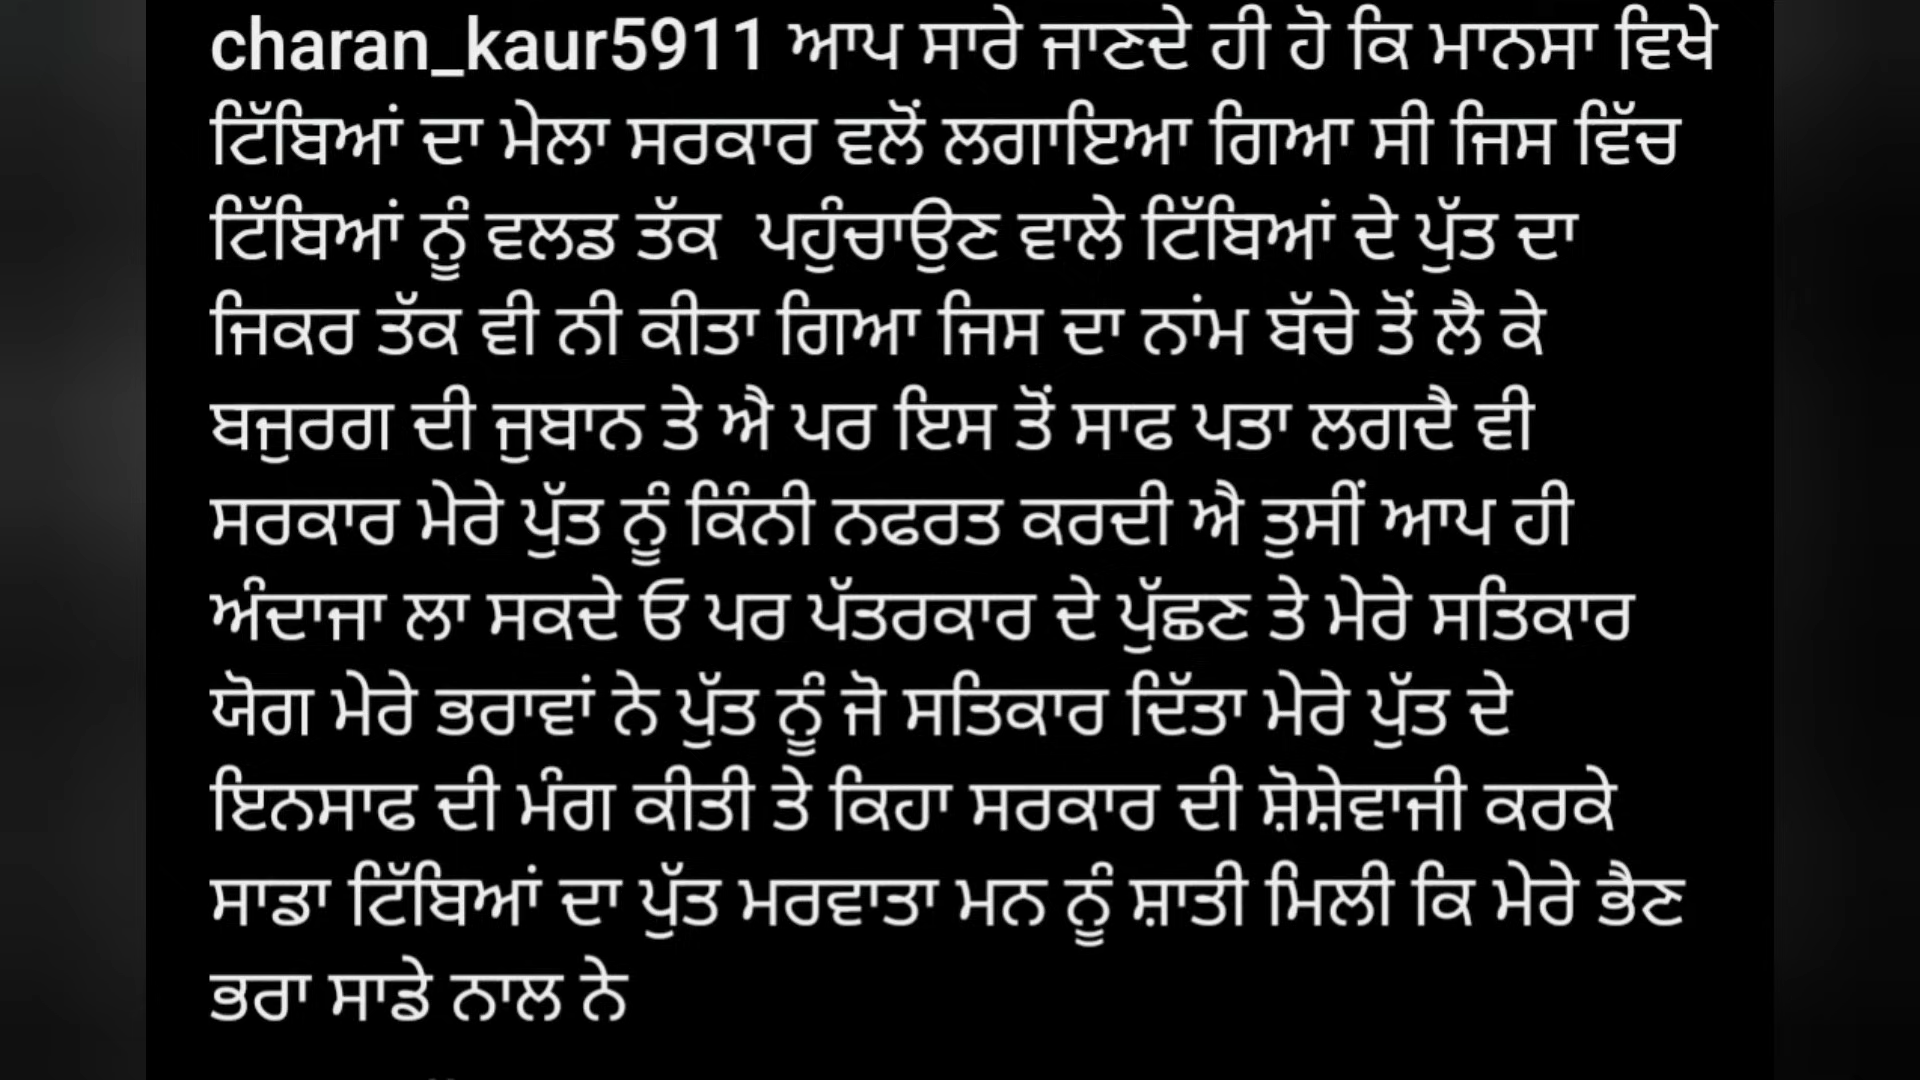 charan_kaur5911 ਆਪ ਸਾਰੇ ਜਾਣਦੇ ਹੀ ਹੋ ਕਿ ਮਾਨਸਾ ਵਿਖੇ
ਟਿੱਬਿਆਂ ਦਾ ਮੇਲਾ ਸਰਕਾਰ ਵਲੋਂ ਲਗਾਇਆ ਗਿਆ ਸੀ ਜਿਸ ਵਿੱਚ
ਟਿੱਬਿਆਂ ਨੂੰ ਵਲਡ ਤੱਕ ਪਹੁੰਚਾਉਣ ਵਾਲੇ ਟਿੱਬਿਆਂ ਦੇ ਪੁੱਤ ਦਾ
ਜਿਕਰ ਤੱਕ ਵੀ ਨੀ ਕੀਤਾ ਗਿਆ ਜਿਸ ਦਾ ਨਾਂਮ ਬੱਚੇ ਤੋਂ ਲੈ ਕੇ
ਬਜੁਰਗ ਦੀ ਜੁਬਾਨ ਤੇ ਐ ਪਰ ਇਸ ਤੋਂ ਸਾਫ ਪਤਾ ਲਗਦੈ ਵੀ
ਸਰਕਾਰ ਮੇਰੇ ਪੁੱਤ ਨੂੰ ਕਿੰਨੀ ਨਫਰਤ ਕਰਦੀ ਐ ਤੁਸੀਂ ਆਪ ਹੀ
ਅੰਦਾਜਾ ਲਾ ਸਕਦੇ ਓ ਪਰ ਪੱਤਰਕਾਰ ਦੇ ਪੁੱਛਣ ਤੇ ਮੇਰੇ ਸਤਿਕਾਰ
ਯੋਗ ਮੇਰੇ ਭਰਾਵਾਂ ਨੇ ਪੁੱਤ ਨੂੰ ਜੋ ਸਤਿਕਾਰ ਦਿੱਤਾ ਮੇਰੇ ਪੁੱਤ ਦੇ
ਇਨਸਾਫ ਦੀ ਮੰਗ ਕੀਤੀ ਤੇ ਕਿਹਾ ਸਰਕਾਰ ਦੀ ਸ਼ੋਸ਼ੇਵਾਜੀ ਕਰਕੇ
ਸਾਡਾ ਟਿੱਬਿਆਂ ਦਾ ਪੁੱਤ ਮਰਵਾਤਾ ਮਨ ਨੂੰ ਸ਼ਾਤੀ ਮਿਲੀ ਕਿ ਮੇਰੇ ਭੈਣ
ਭਰਾ ਸਾਡੇ ਨਾਲ ਨੇ